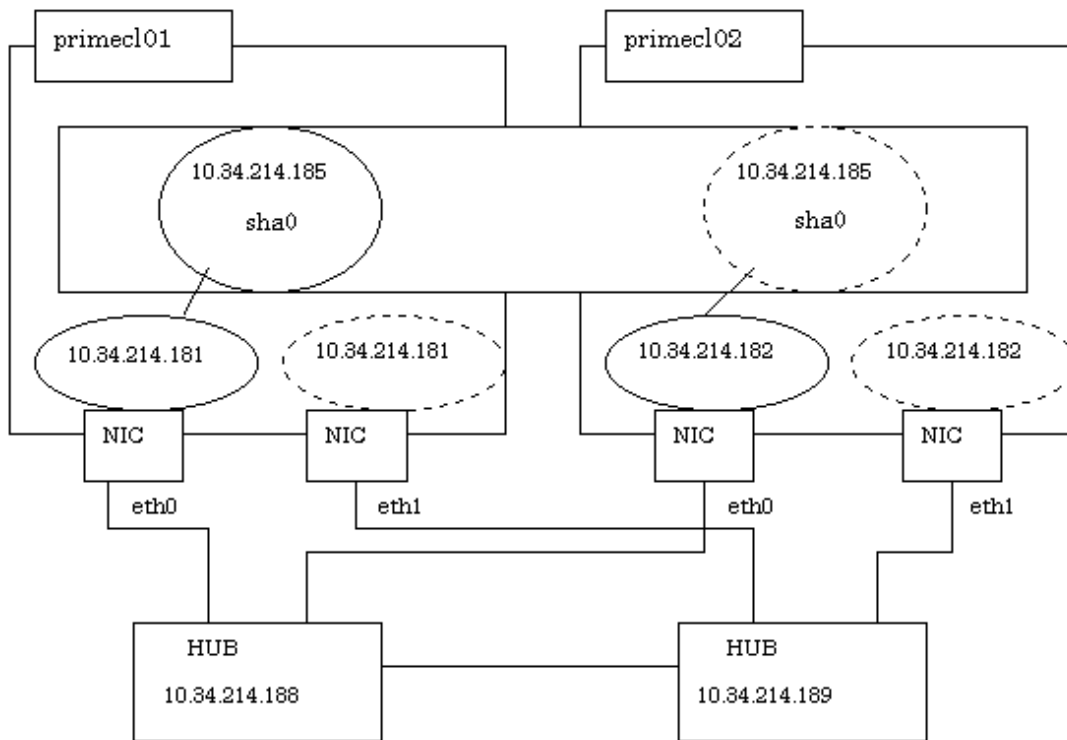 primecl01
primecl02
10.34.214.185
sha0
10.34.214.185
sha0
10.34.214.181
10.34.214.181
10.34.214.182
10.34.214.182
NIC
NIC
NIC
NIC
eth0
eth1
eth0
eth1
HUB
10.34.214.188
HUB
10.34.214.189